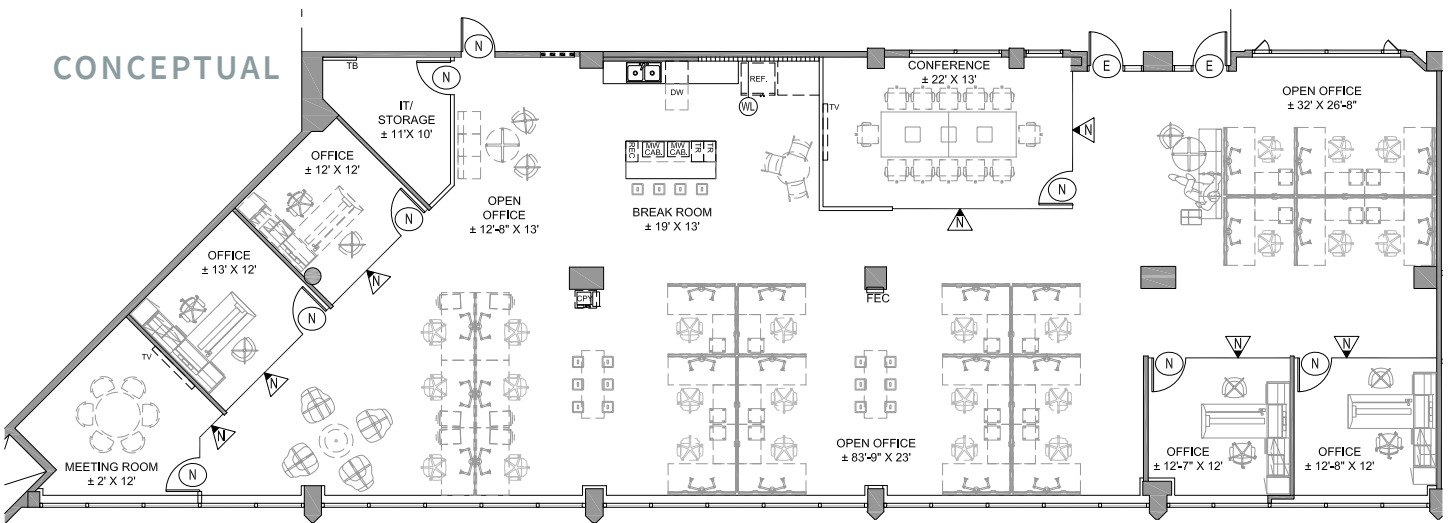 CONCEPTUAL
N
TB
N
IT/
STORAGE
± 11'X 10'
OFFICE
± 12' X 12'
N
N
OFFICE
± 13' X 12'
N
N
TV
MEETING ROOM
± 2' X 12'
N
N
OPEN
OFFICE
± 12'-8" X 13'
DW
REF.
WL
REC
MW
CAB.
MW
CAB.
TR
TR
BREAK ROOM
± 19' X 13'
CONFERENCE
± 22' X 13'
TV
N
N
N
E
E
OPEN OFFICE
± 32' X 26'-8"
CPY
FEC
OPEN OFFICE
± 83'-9" X 23'
N
N
OFFICE
± 12'-7" X 12'
N
N
OFFICE
± 12'-8" X 12'